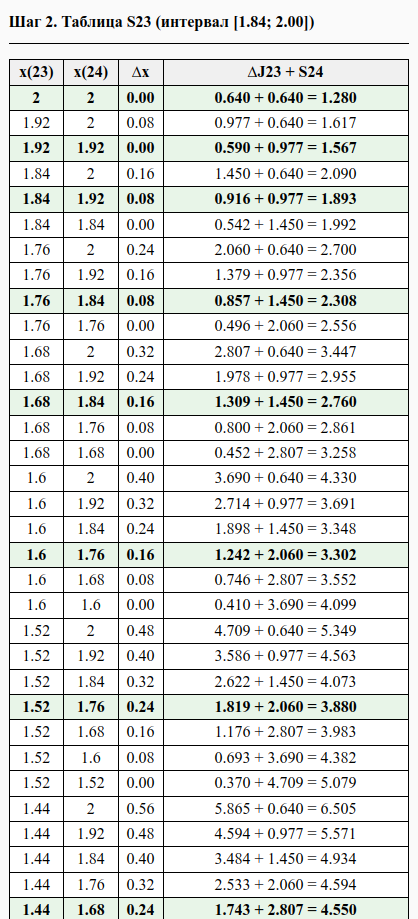 Шаг 2. Таблица S23 (интервал [1.84; 2.00])
x(23) x(24) Δx ΔJ23 + S24
2 2 0.00 0.640 + 0.640 = 1.280
1.92 2 0.08 0.977 + 0.640 = 1.617
1.92 1.92 0.00 0.590 + 0.977 = 1.567
1.84 2 0.16 1.450 + 0.640 = 2.090
1.84 1.92 0.08 0.916 + 0.977 = 1.893
1.84 1.84 0.00 0.542 + 1.450 = 1.992
1.76 2 0.24 2.060 + 0.640 = 2.700
1.76 1.92 0.16 1.379 + 0.977 = 2.356
1.76 1.84 0.08 0.857 + 1.450 = 2.308
1.76 1.76 0.00 0.496 + 2.060 = 2.556
1.68 2 0.32 2.807 + 0.640 = 3.447
1.68 1.92 0.24 1.978 + 0.977 = 2.955
1.68 1.84 0.16 1.309 + 1.450 = 2.760
1.68 1.76 0.08 0.800 + 2.060 = 2.861
1.68 1.68 0.00 0.452 + 2.807 = 3.258
1.6 2 0.40 3.690 + 0.640 = 4.330
1.6 1.92 0.32 2.714 + 0.977 = 3.691
1.6 1.84 0.24 1.898 + 1.450 = 3.348
1.6 1.76 0.16 1.242 + 2.060 = 3.302
1.6 1.68 0.08 0.746 + 2.807 = 3.552
1.6 1.6 0.00 0.410 + 3.690 = 4.099
1.52 2 0.48 4.709 + 0.640 = 5.349
1.52 1.92 0.40 3.586 + 0.977 = 4.563
1.52 1.84 0.32 2.622 + 1.450 = 4.073
1.52 1.76 0.24 1.819 + 2.060 = 3.880
1.52 1.68 0.16 1.176 + 2.807 = 3.983
1.52 1.6 0.08 0.693 + 3.690 = 4.382
1.52 1.52 0.00 0.370 + 4.709 = 5.079
1.44 2 0.56 5.865 + 0.640 = 6.505
1.44 1.92 0.48 4.594 + 0.977 = 5.571
1.44 1.84 0.40 3.484 + 1.450 = 4.934
1.44 1.76 0.32 2.533 + 2.060 = 4.594
1.44 1.68 0.24 1.743 + 2.807 = 4.550